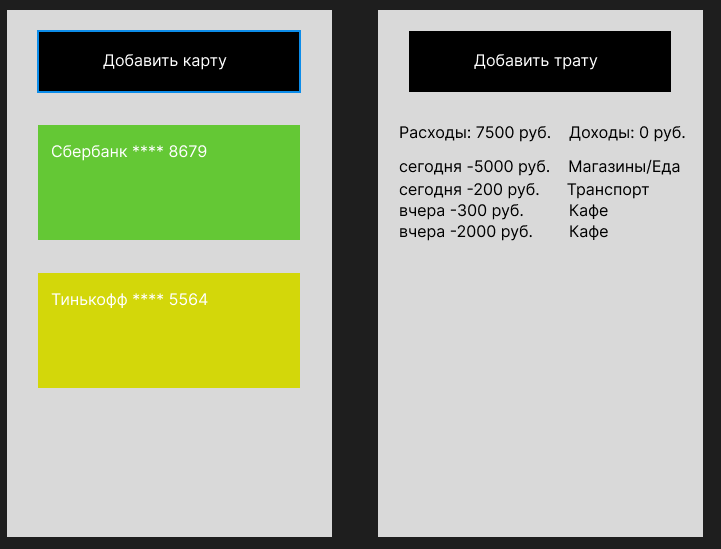 Добавить карту
Сбербанк **** 8679
Тинькофф **** 5564
Добавить трату
Расходы: 7500 руб. Доходы: 0 руб.
сегодня -5000 руб. Магазины/Еда
сегодня -200 руб. Транспорт
вчера -300 руб. Кафе
вчера -2000 руб. Кафе